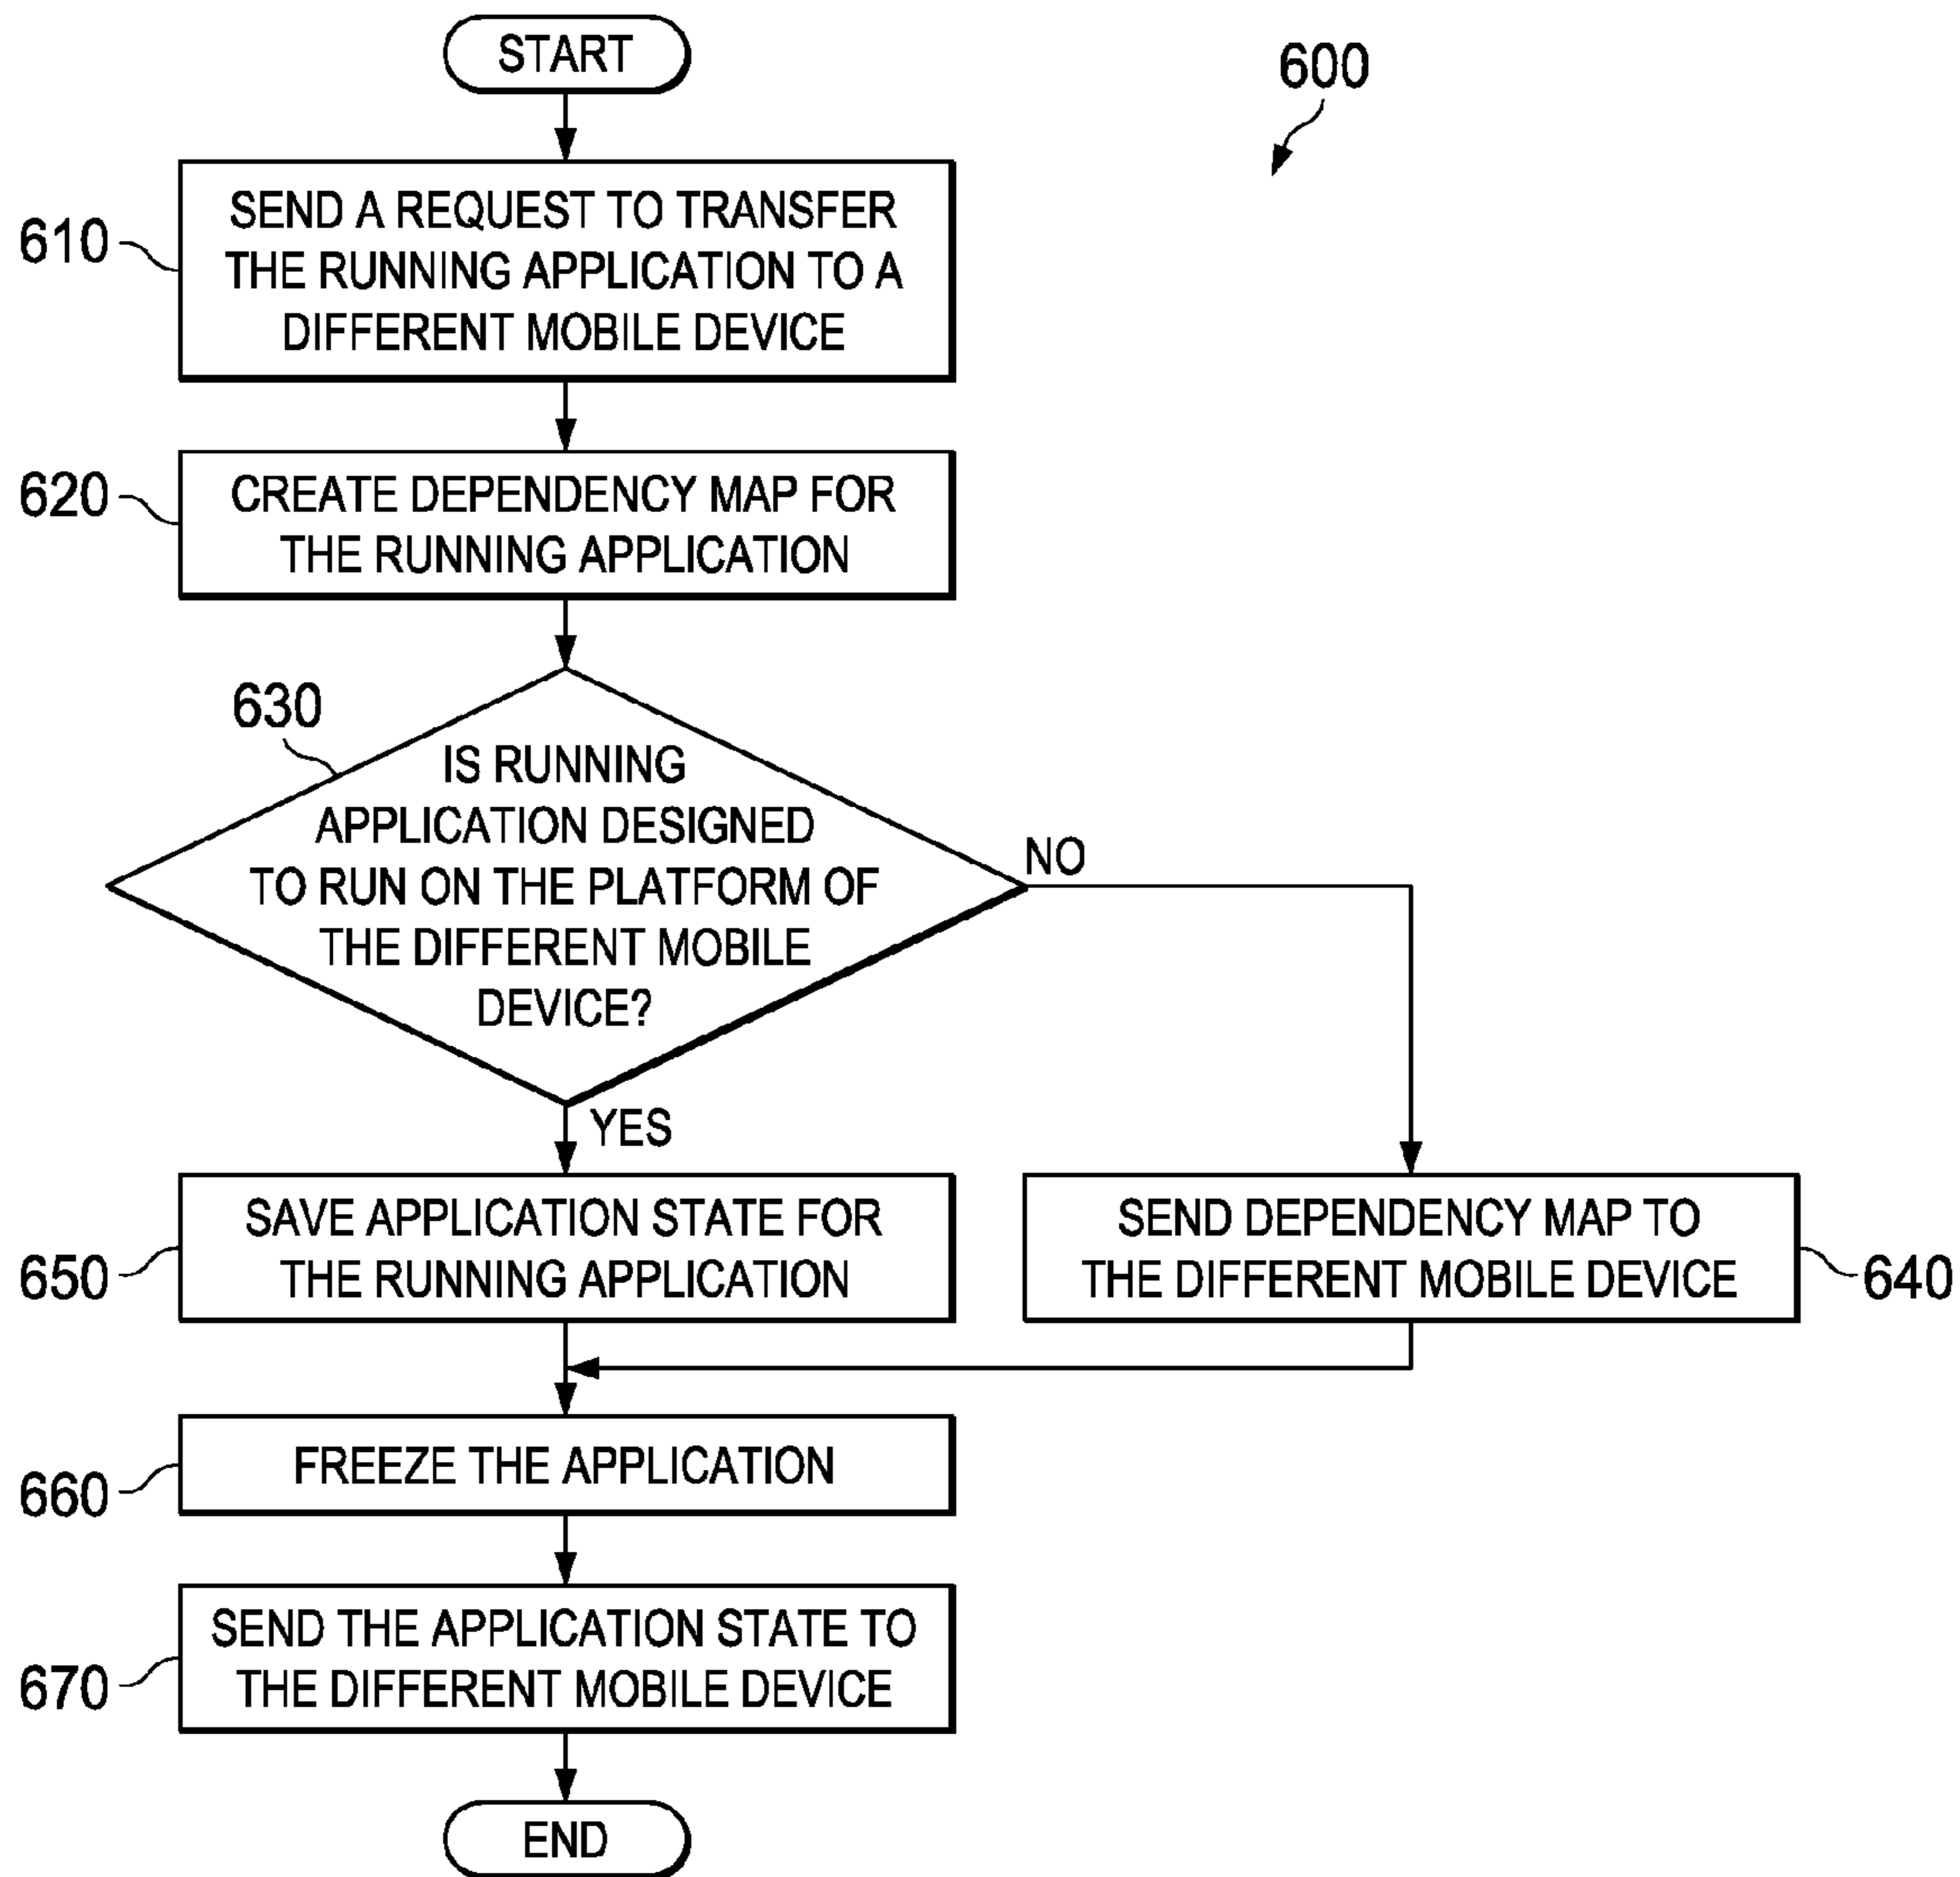 START
600
610
SEND A REQUEST TO TRANSFER
THE RUNNING APPLICATION TO A
DIFFERENT MOBILE DEVICE
620
CREATE DEPENDENCY MAP FOR
THE RUNNING APPLICATION
630
IS RUNNING
APPLICATION DESIGNED
TO RUN ON THE PLATFORM OF
THE DIFFERENT MOBILE
DEVICE?
NO
YES
650
SAVE APPLICATION STATE FOR
THE RUNNING APPLICATION
SEND DEPENDENCY MAP TO
THE DIFFERENT MOBILE DEVICE
640
660
FREEZE THE APPLICATION
670
SEND THE APPLICATION STATE TO
THE DIFFERENT MOBILE DEVICE
END